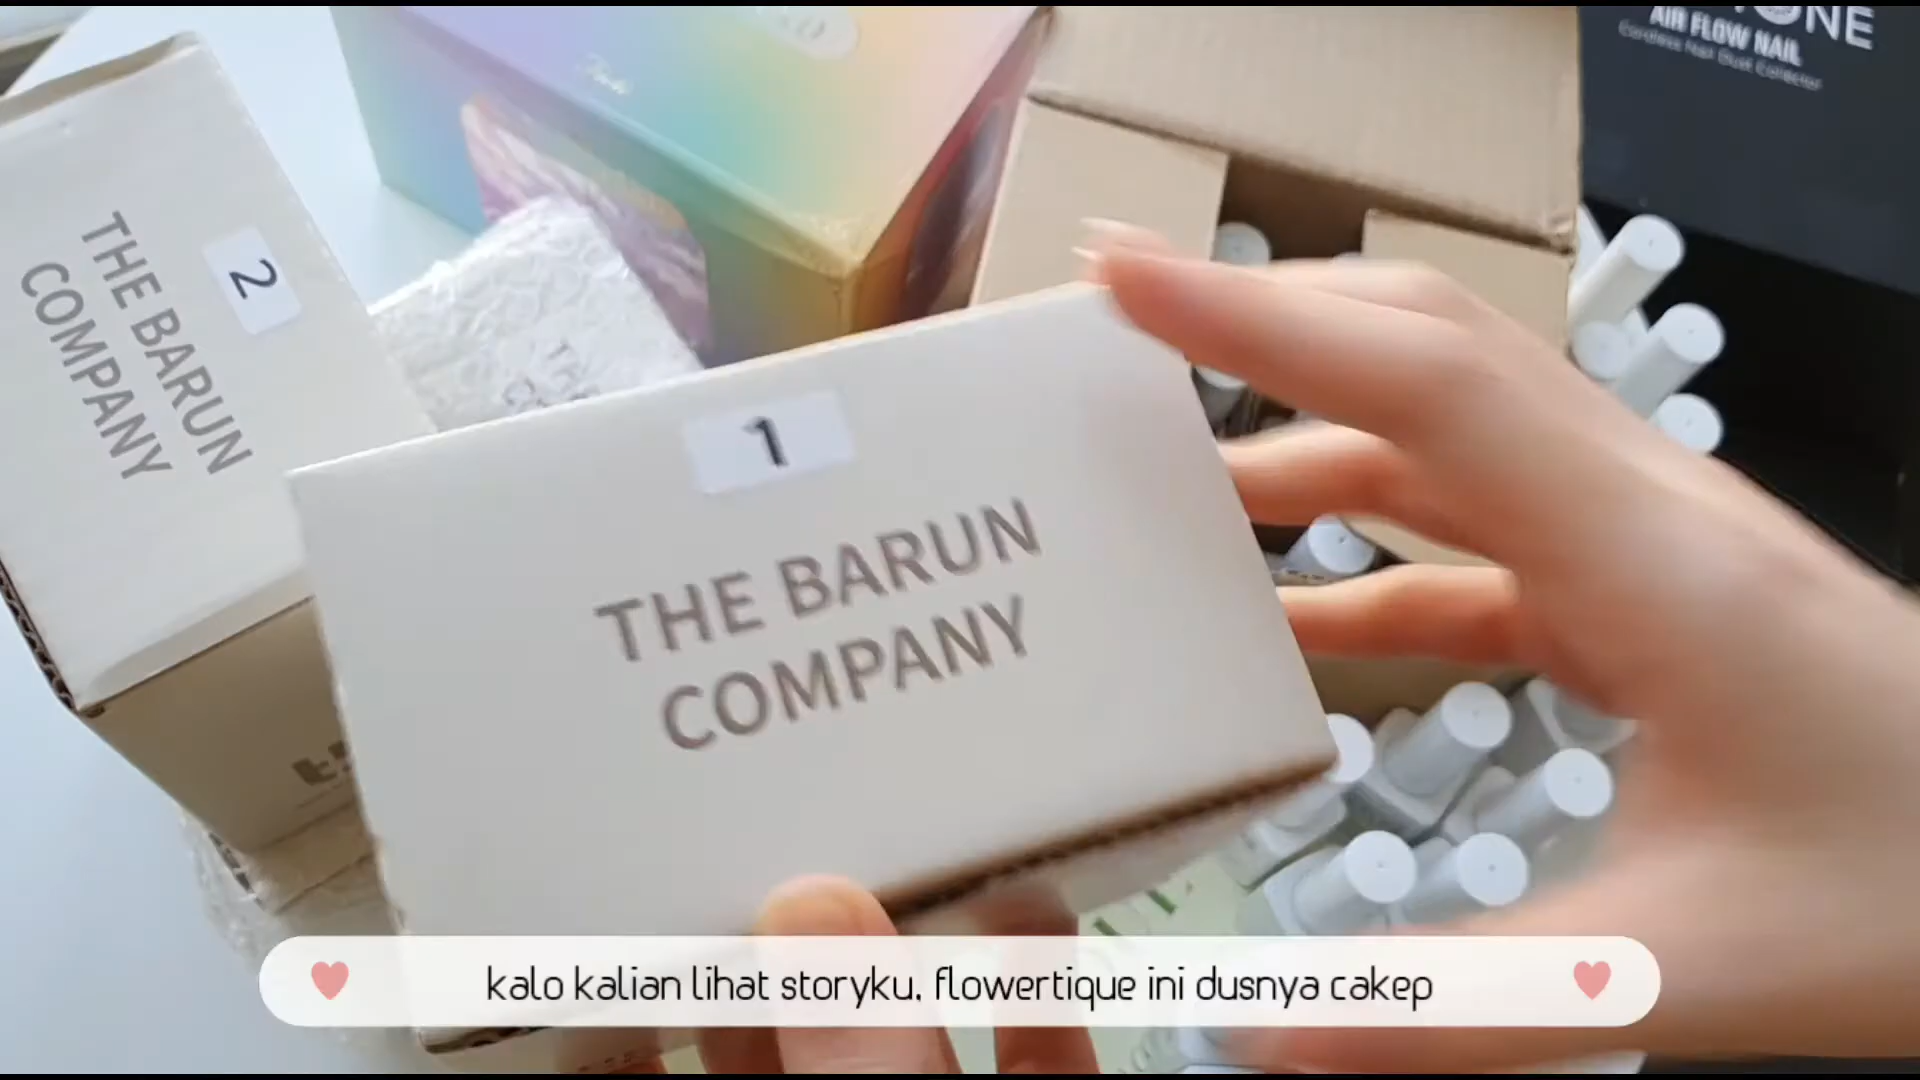 NE
AIR FLOW NAIL
Cordless Nail Dust Collector
2
THE BARUN
COMPANY
1
THE BARUN
COMPANY
kalo kalian lihat storyku, flowertique ini dusnya cakep